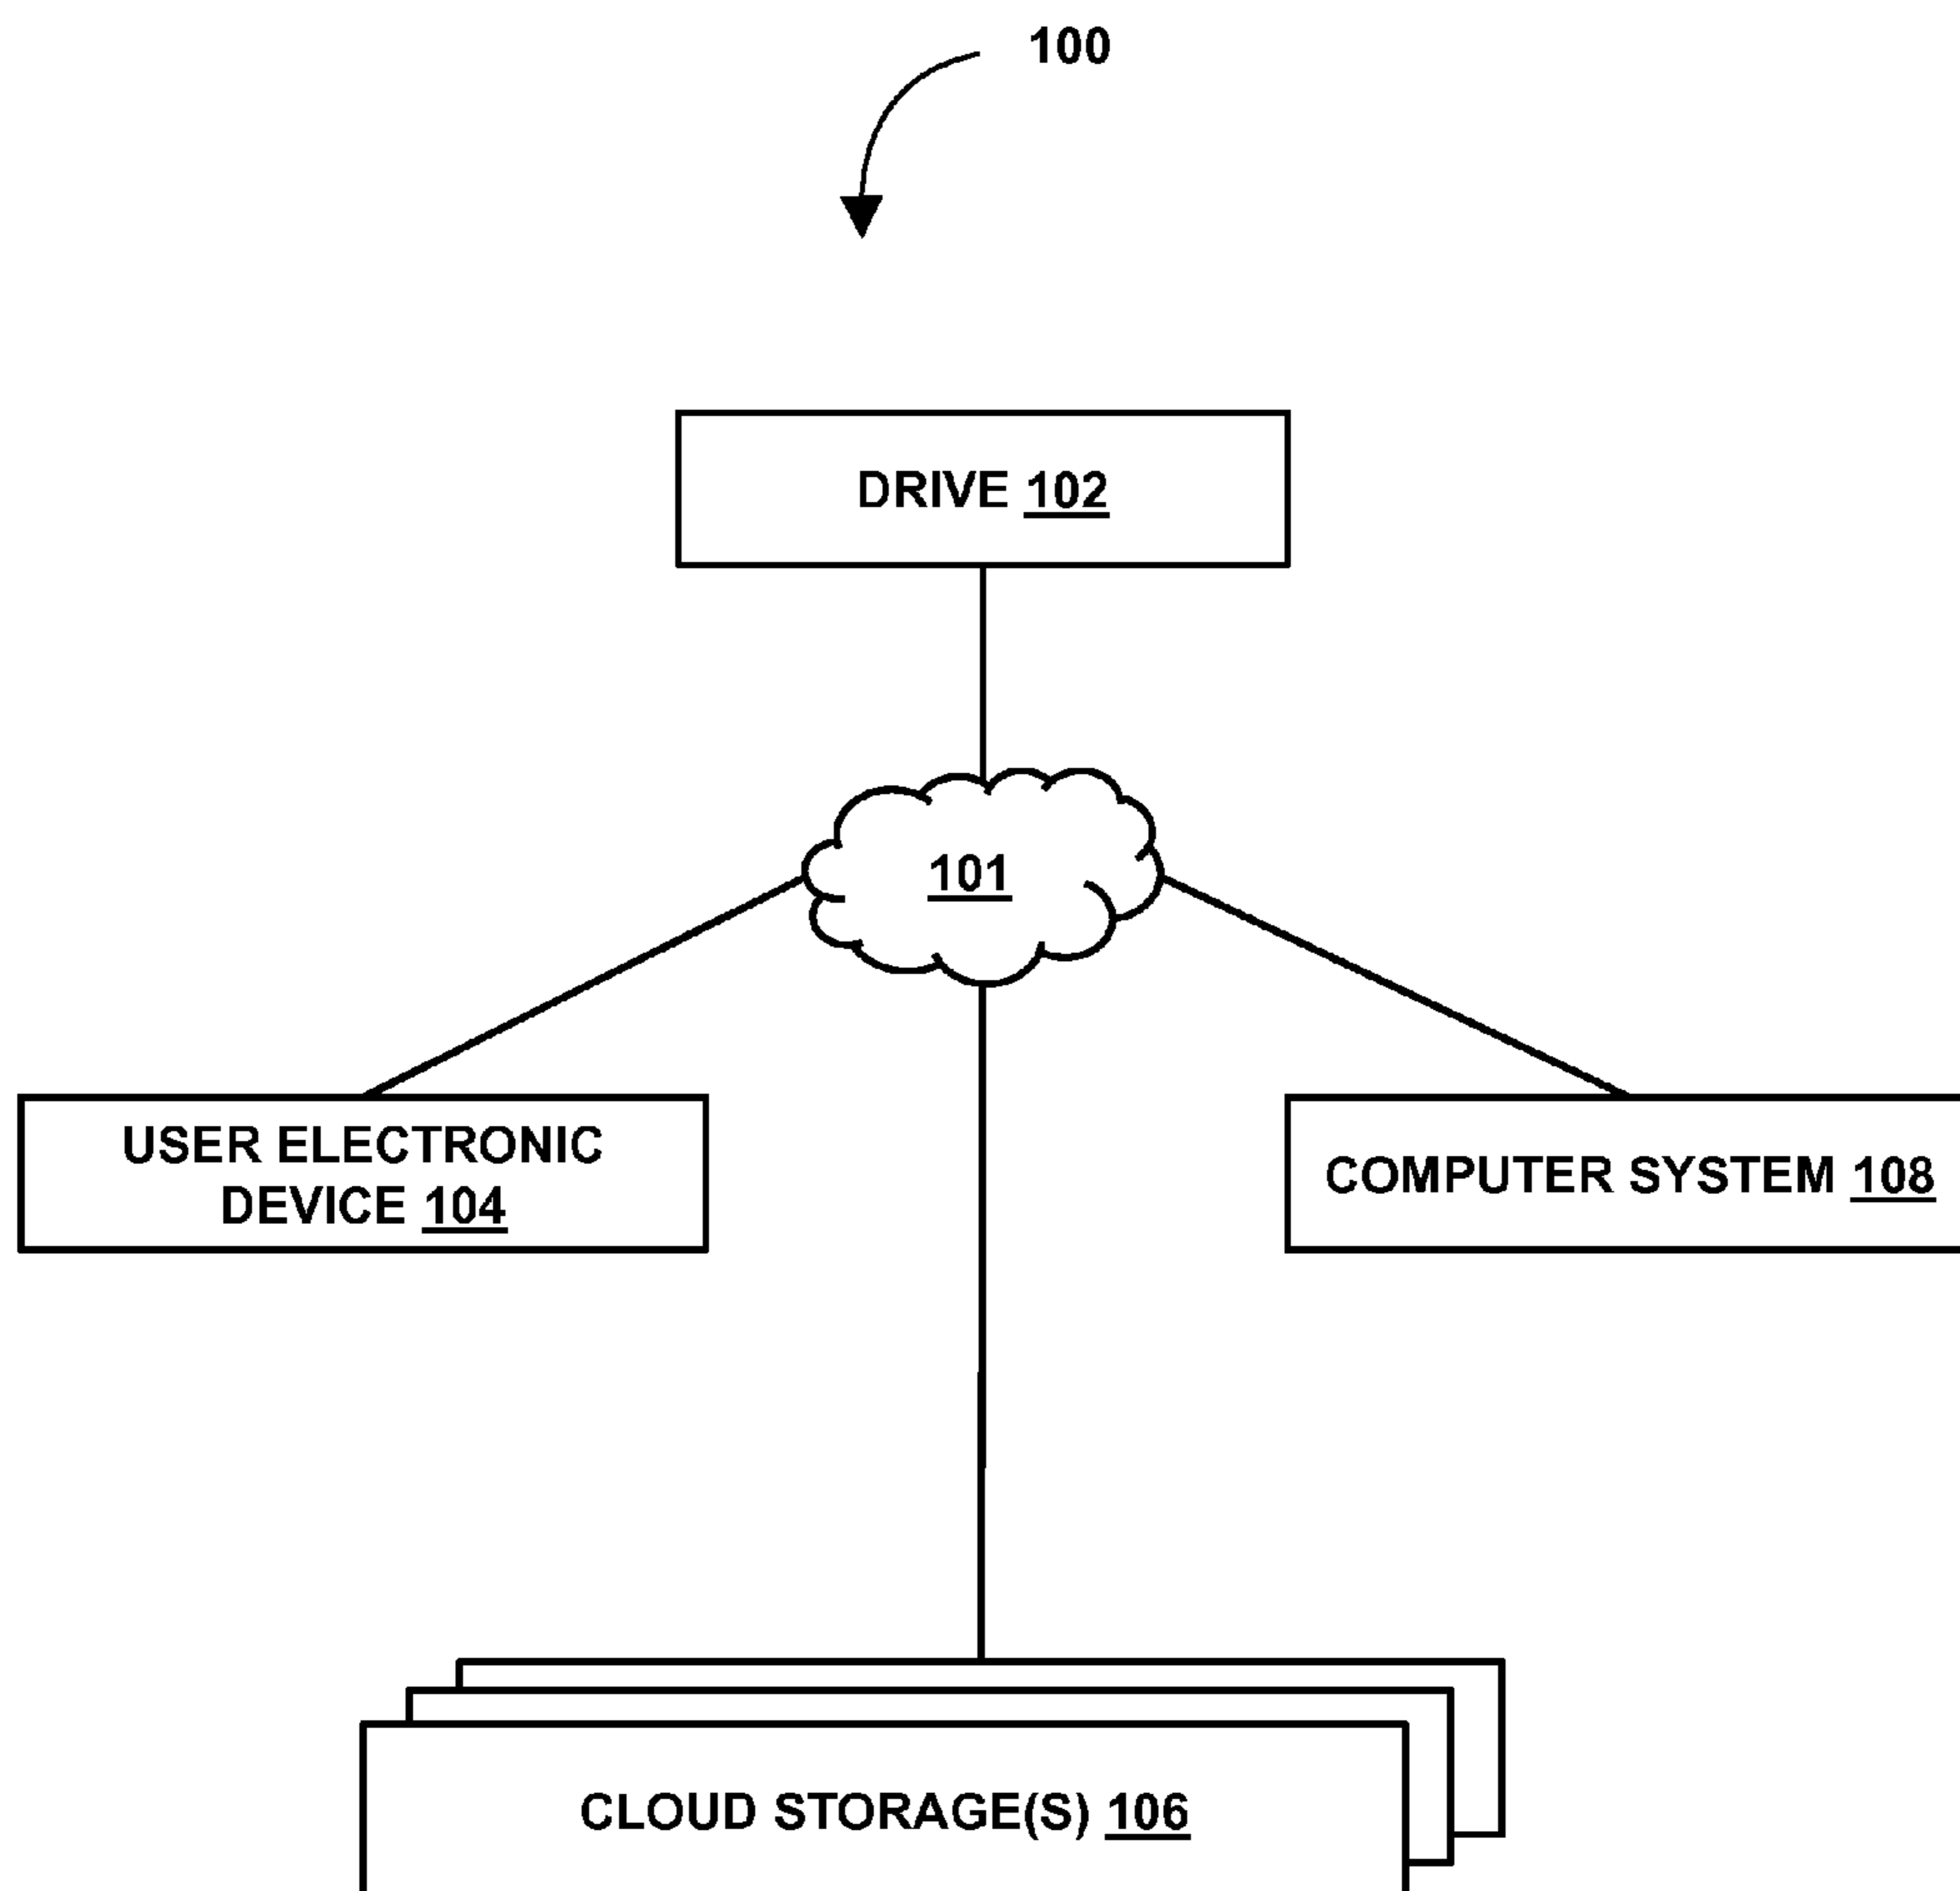 100
DRIVE 102
101
USER ELECTRONIC
DEVICE 104
COMPUTER SYSTEM 108
CLOUD STORAGE(S) 106